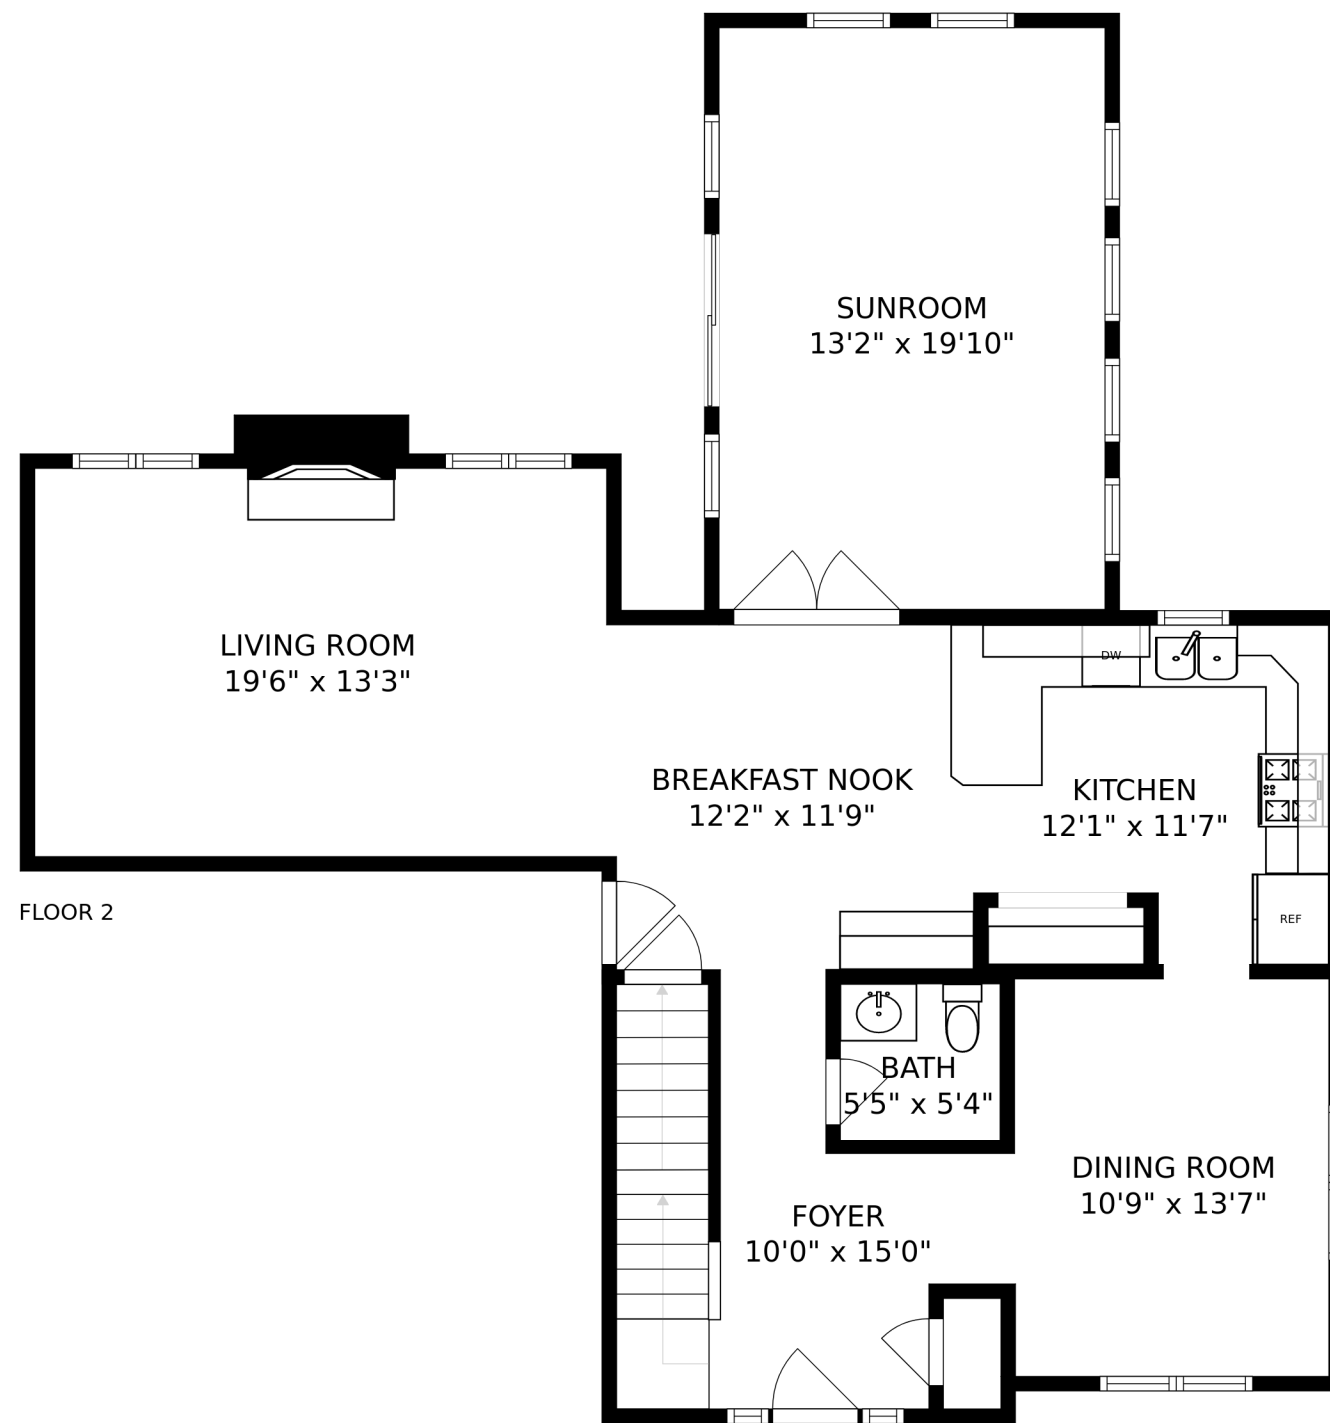 SUNROOM
13'2" x 19'10"
LIVING ROOM
19'6" x 13'3"
DW
BREAKFAST NOOK
12'2" x 11'9"
KITCHEN
12'1" x 11'7"
FLOOR 2
REF
BATH
5'5" x 5'4"
DINING ROOM
10'9" x 13'7"
FOYER
10'0" x 15'0"